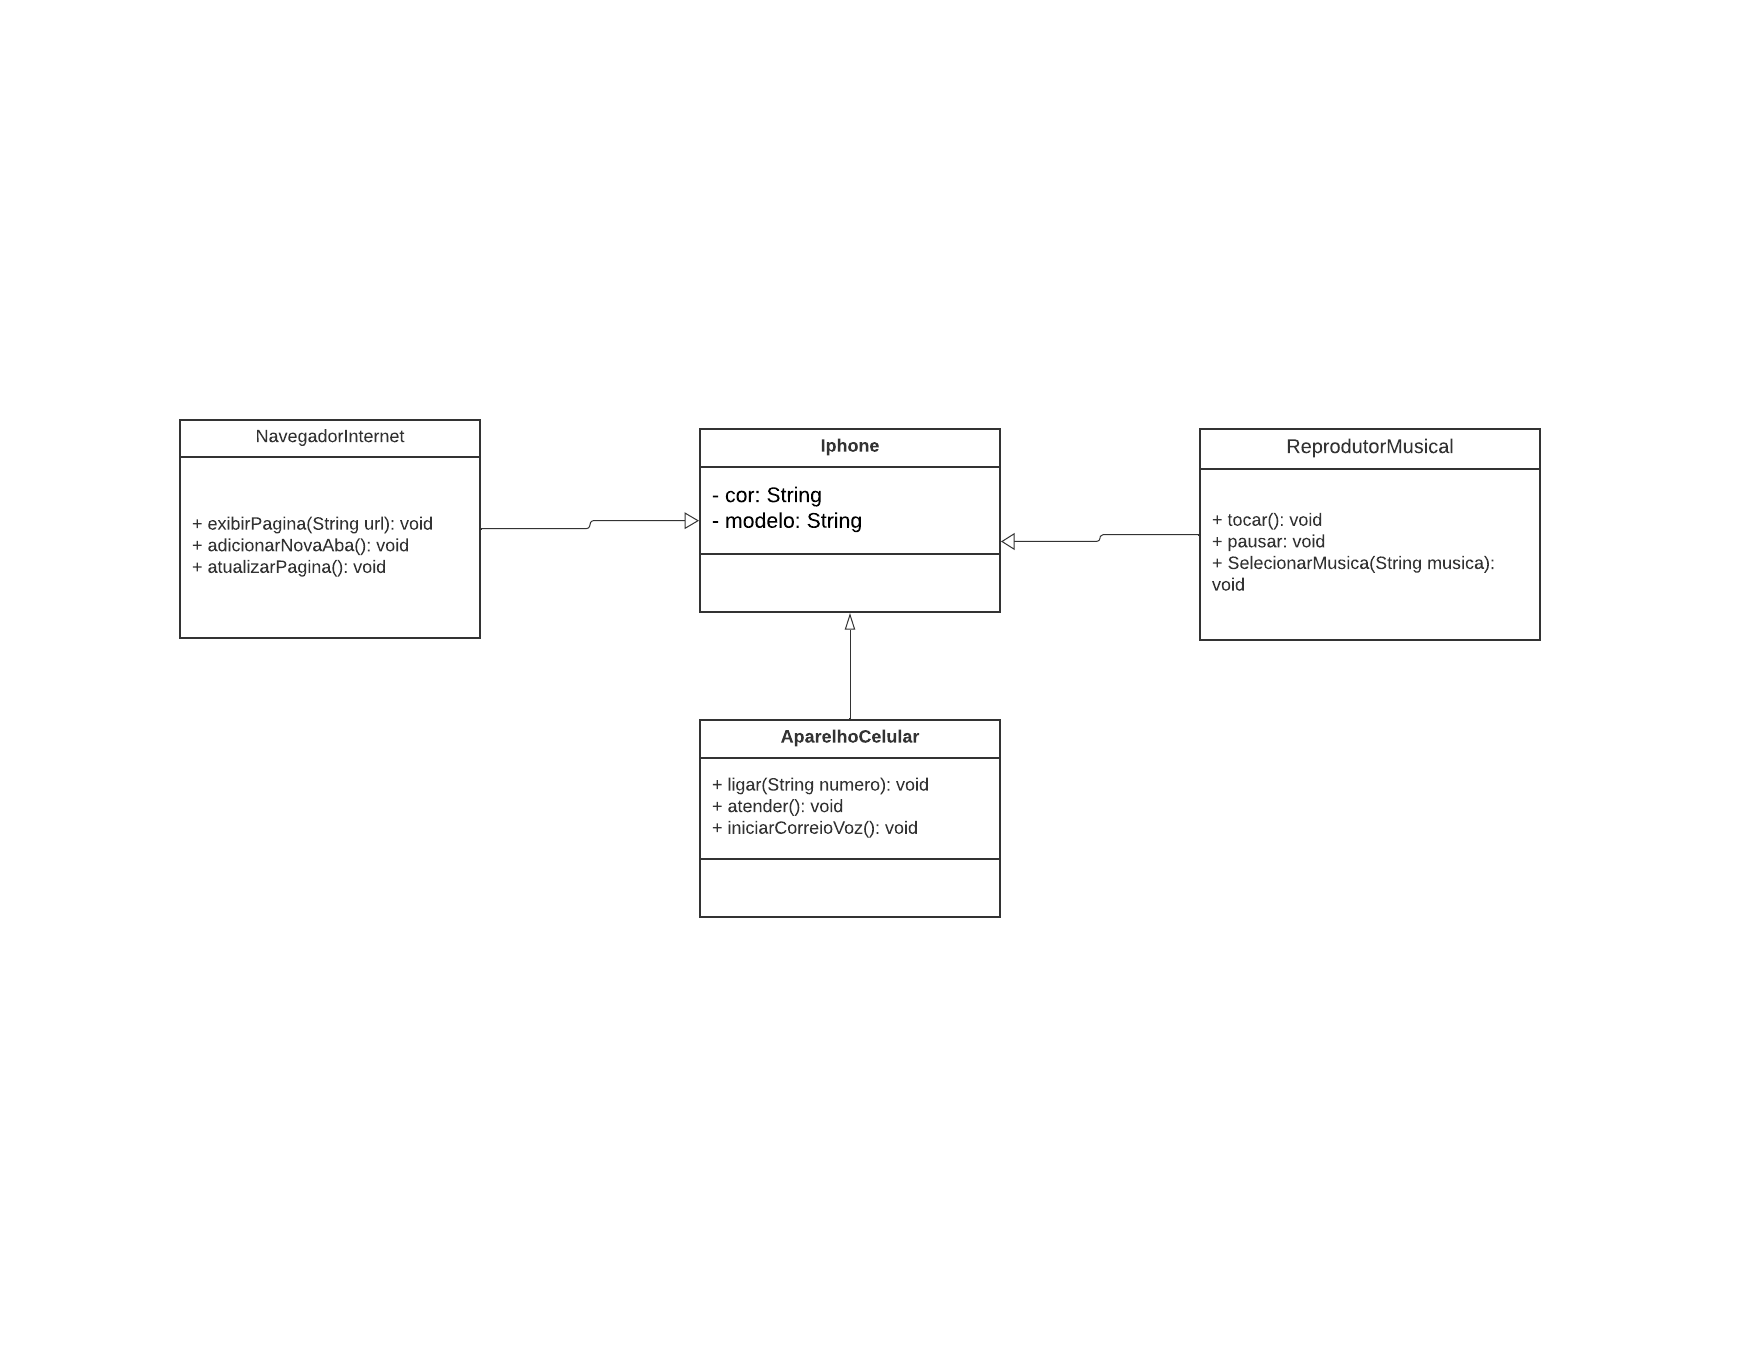 NavegadorInternet
+ exibirPagina(String url): void
+ adicionarNovaAba(): void
+ atualizarPagina(): void
Iphone
- cor: String
- modelo: String
ReprodutorMusical
+ tocar(): void
+ pausar: void
+ SelecionarMusica(String musica):
void
AparelhoCelular
+ ligar(String numero): void
+ atender(): void
+ iniciarCorreioVoz(): void